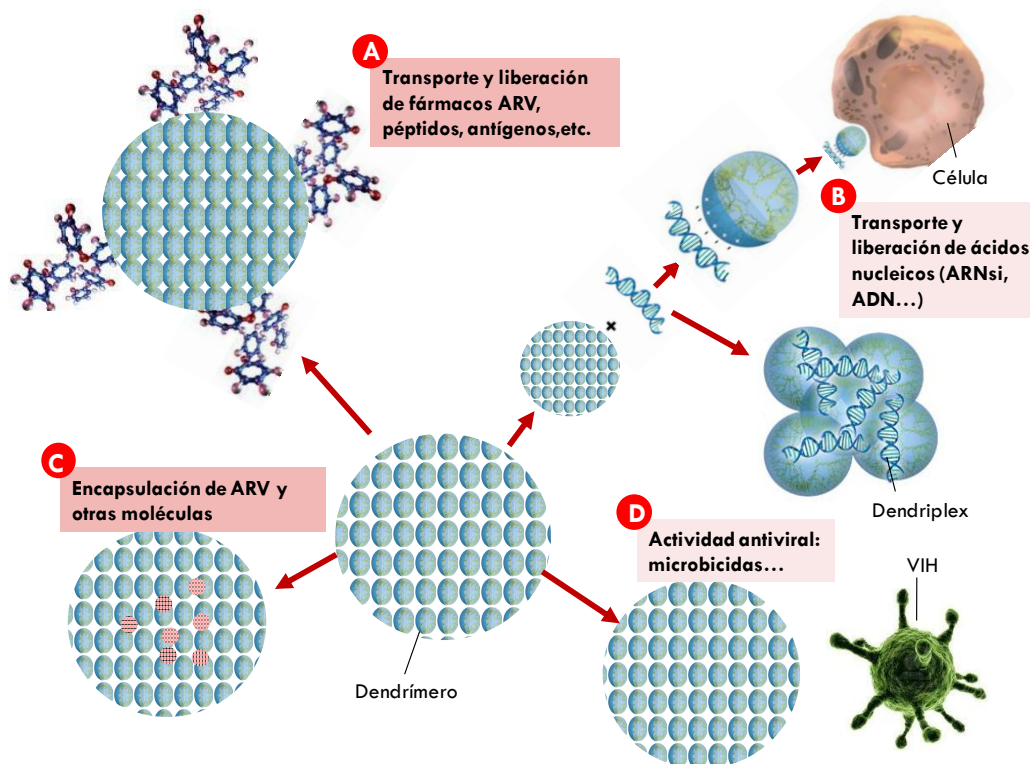 A
Transporte y liberación
de fármacos ARV,
péptidos, antígenos,etc.
Célula
B
Transporte y
liberación de ácidos
nucleicos (ARNsi,
ADN...)
C
Encapsulación de ARV y
otras moléculas
Dendriplex
D
Actividad antiviral:
microbicidas...
VIH
Dendrímero